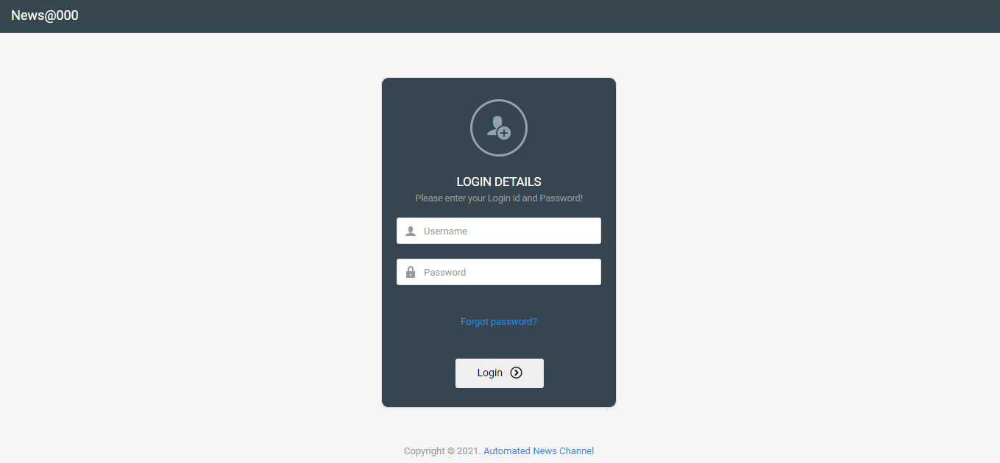 News@000
LOGIN DETAILS
Please enter your Login id and Password!
Username
Password
Forgot password?
Login
Copyright © 2021. Automated News Channel